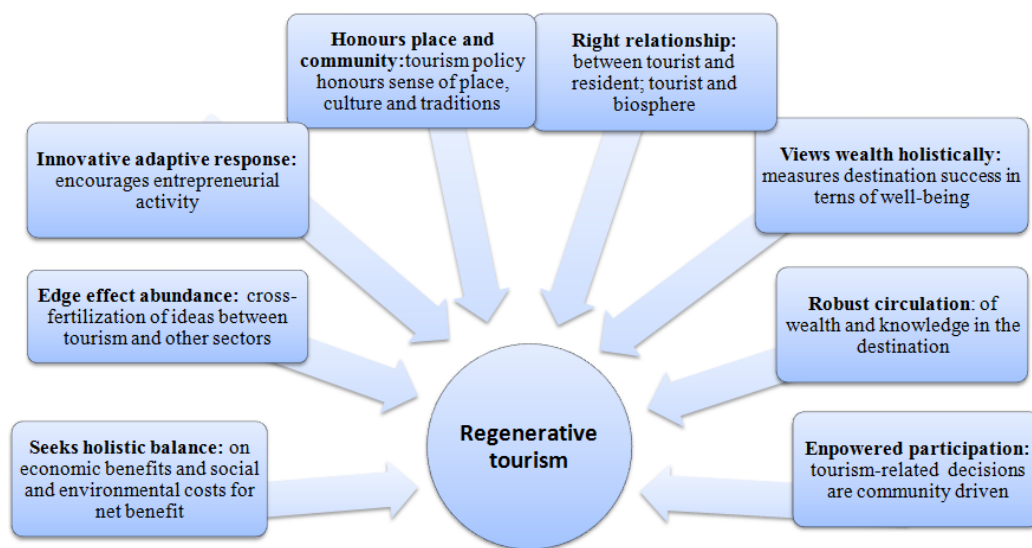 Honours place and
community:tourism policy
honours sense of place,
culture and traditions
Right relationship:
between tourist and
resident; tourist and
biosphere
Innovative adaptive response:
encourages entrepreneurial
activity
Views wealth holistically:
measures destination success in
terns of well-being
Edge effect abundance: cross-
fertilization of ideas between
tourism and other sectors
Robust circulation: of
wealth and knowledge in the
destination
Seeks holistic balance: on
economic benefits and social
and environmental costs for
net benefit
Regenerative
tourism
Enpowered participation:
tourism-related decisions
are community driven